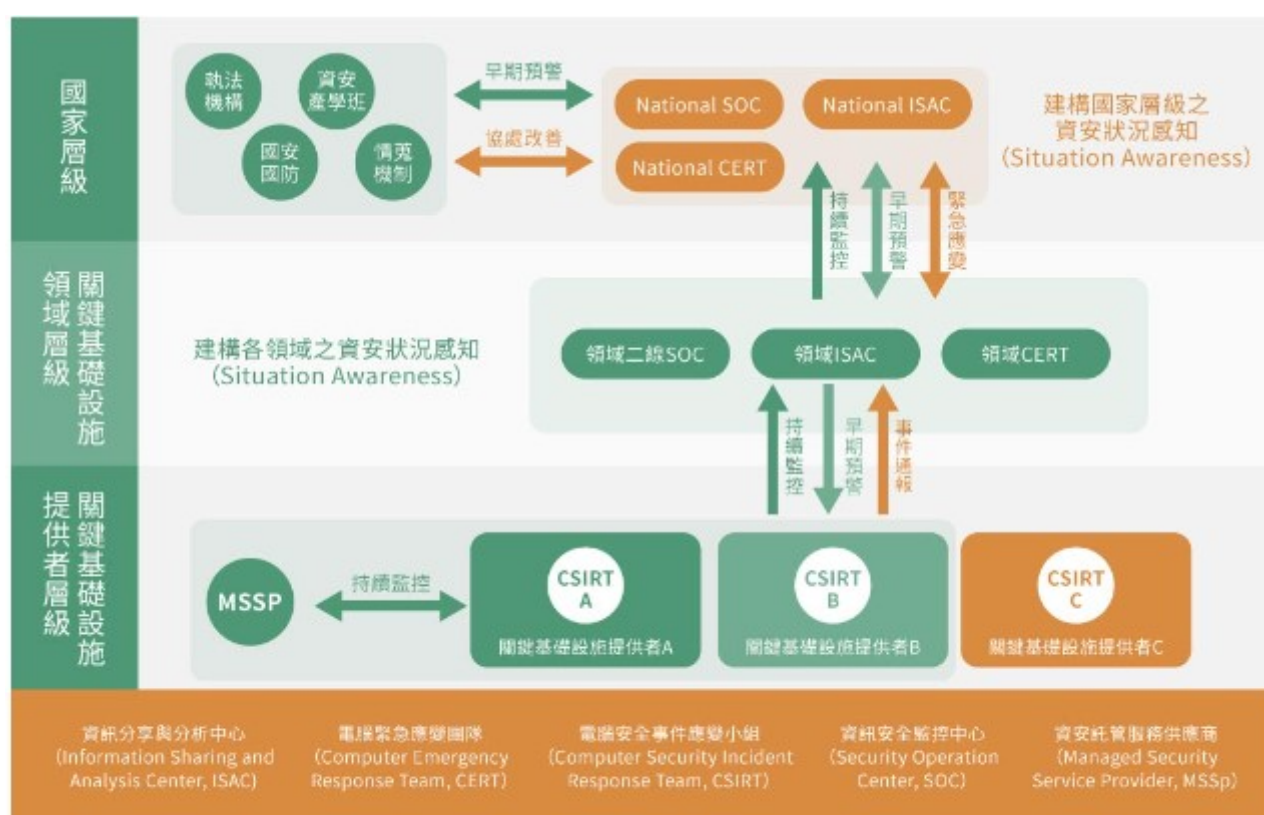 國家層級
執法
機構
資安
產學班
國安
國防
情蒐
機制
早期預警
協處改善
National SOC
National ISAC
National CERT
建構國家層級之
資安狀況感知
(Situation Awareness)
持續監控
早期預警
緊急應變
關鍵基礎設施
領域層級
建構各領域之資安狀況感知
(Situation Awareness)
領域二線SOC
領域ISAC
領域CERT
持續監控
早期預警
事件通報
關鍵基礎設施
提供者層級
MSSP
持續監控
CSIRT
A
關鍵基礎設施提供者A
CSIRT
B
關鍵基礎設施提供者B
CSIRT
C
關鍵基礎設施提供者C
資訊分享與分析中心
(Information Sharing and
Analysis Center, ISAC)
電腦緊急應變團隊
(Computer Emergency
Response Team, CERT)
電腦安全事件應變小組
(Computer Security Incident
Response Team, CSIRT)
資訊安全監控中心
(Security Operation
Center, SOC)
資安託管服務供應商
(Managed Security
Service Provider, MSSp)